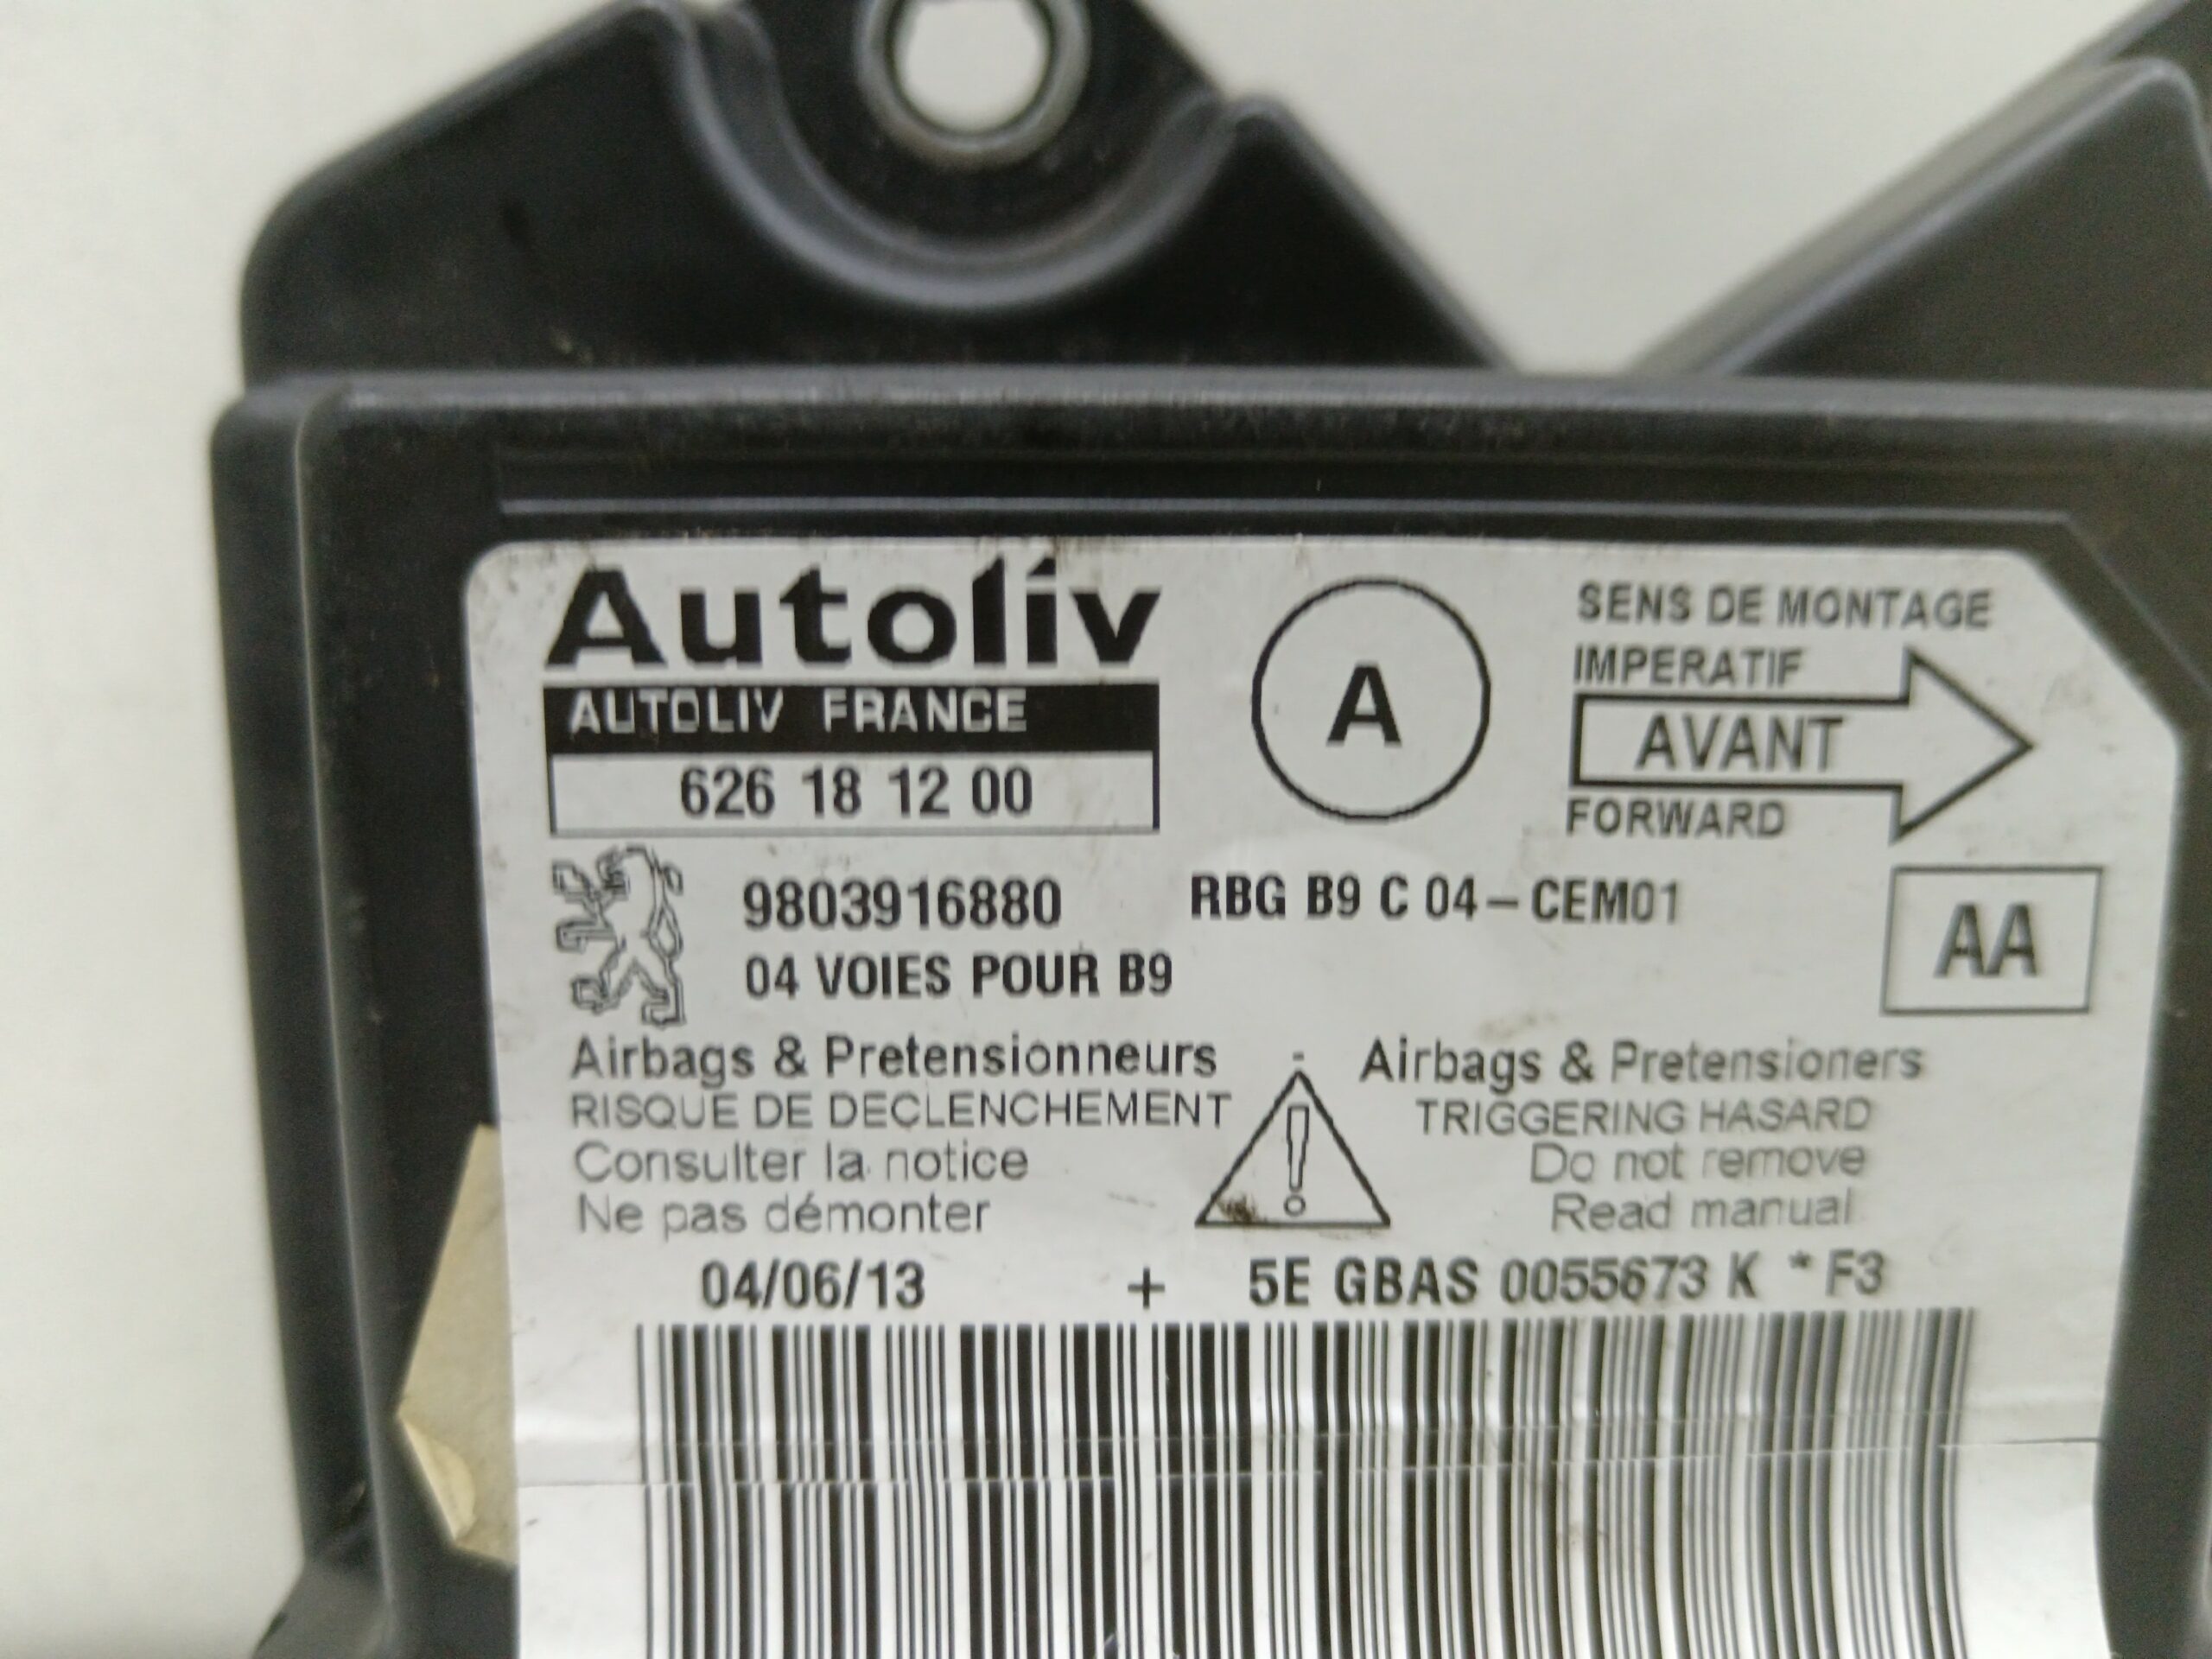 Autoliv
AUTOLIV FRANCE
626 18 12 00
A
SENS DE MONTAGE
IMPERATIF
AVANT
FORWARD
9803916880
RBG B9 C 04-CEM01
04 VOIES POUR B9
AA
Airbags & Pretensionneurs - Airbags & Pretensioners
RISQUE DE DECLENCHEMENT
TRIGGERING HASARD
Consulter la notice
Do not remove
Ne pas démonter
Read manual
04/06/13 + 5E GBAS 0055673 K * F3